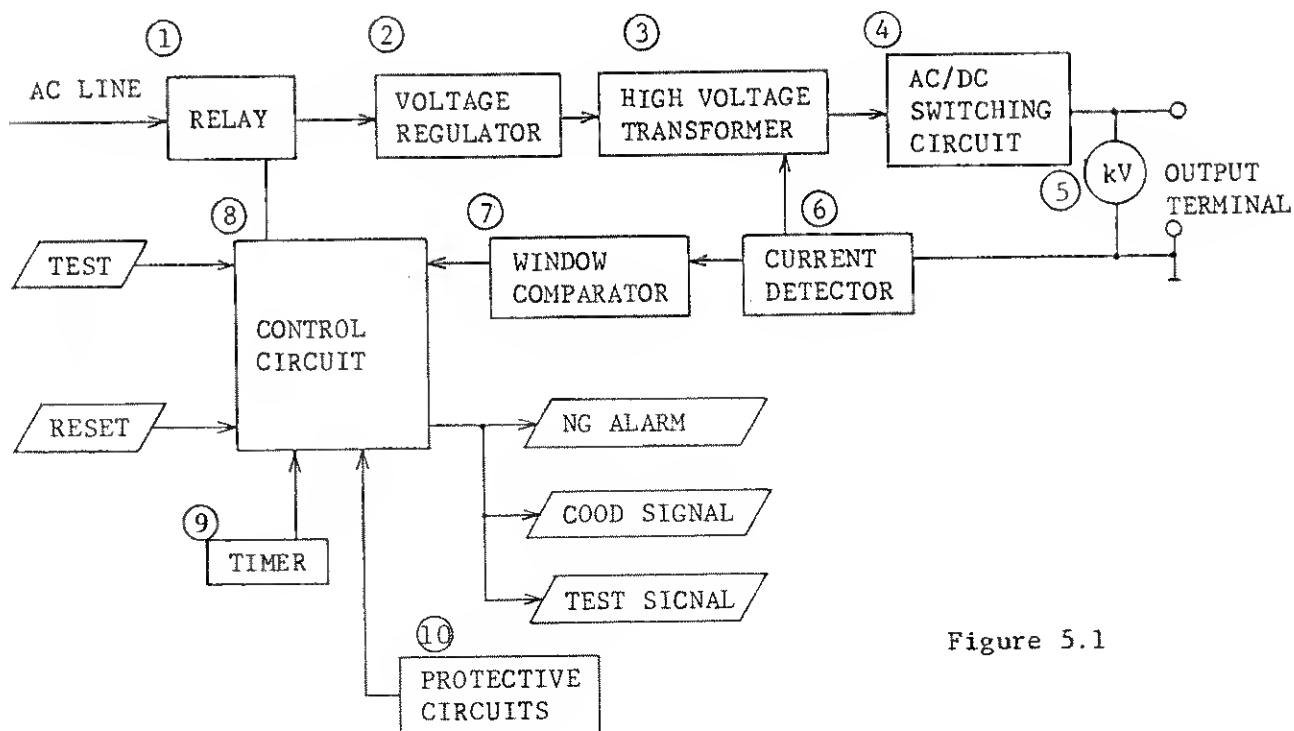 ①
②
③
④
AC LINE
RELAY
VOLTAGE
REGULATOR
HIGH VOLTAGE
TRANSFORMER
AC/DC
SWITCHING
CIRCUIT
⑤
kV
OUTPUT
TERMINAL
⑧
⑦
⑥
TEST
WINDOW
COMPARATOR
CURRENT
DETECTOR
CONTROL
CIRCUIT
RESET
NG ALARM
⑨
TIMER
COOD SIGNAL
TEST SICNAL
⑩
PROTECTIVE
CIRCUITS
Figure 5.1